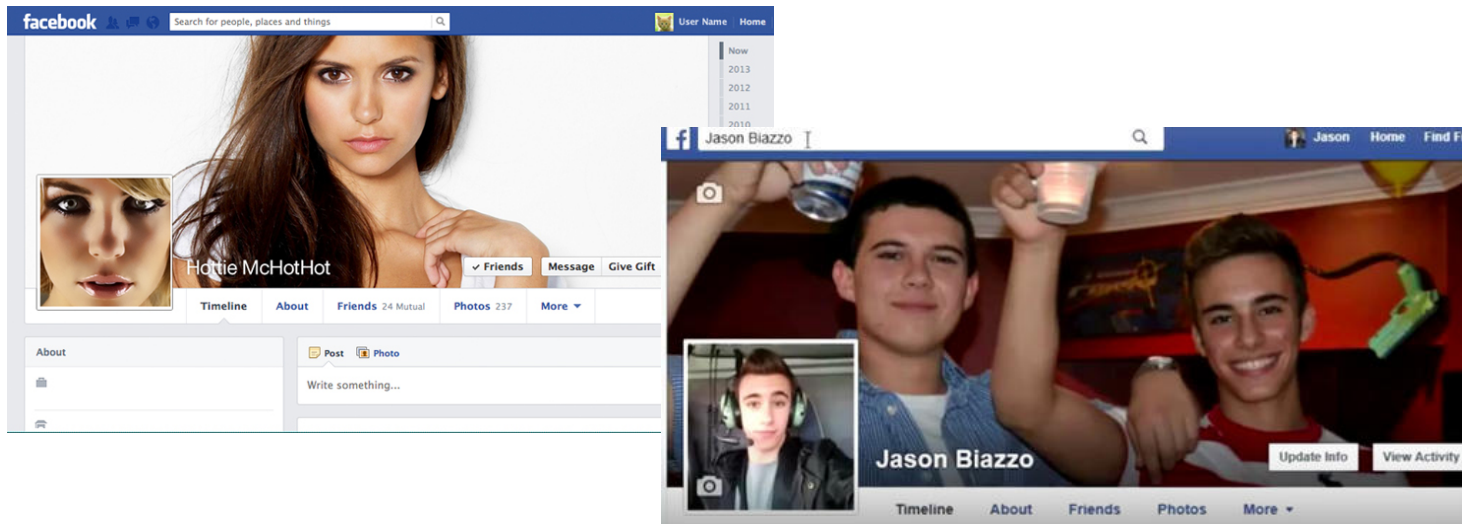 facebook Search for people, places and things User Name Home
Now
2013
2012
2011
2010
Hottie McHotHot
Friends Message Give Gift
Timeline About Friends 24 Mutual Photos 237 More
About
Post Photo
Write something...
f Jason Biazzo Jason Home Find F
Jason Biazzo
Update Info View Activity
Timeline About Friends Photos More